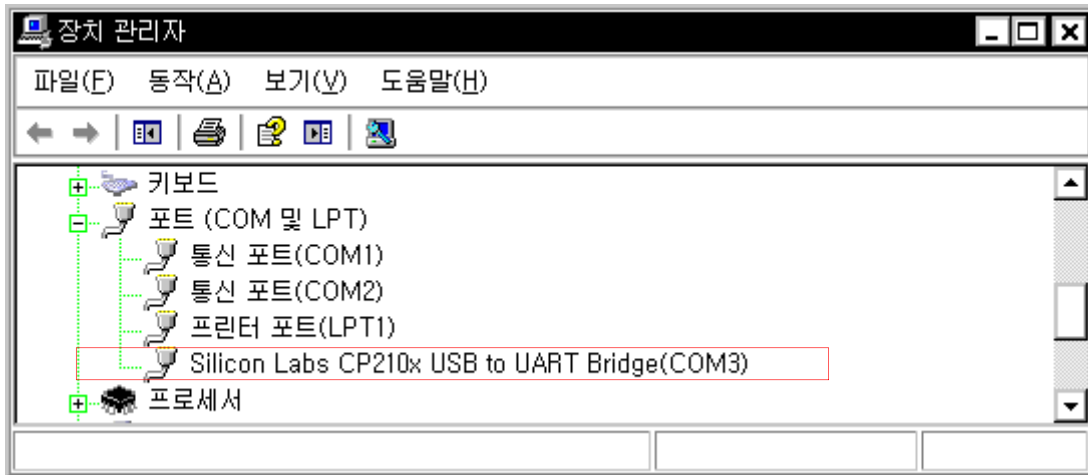 장치 관리자
파일(F) 동작(A) 보기(V) 도움말(H)
키보드
포트 (COM 및 LPT)
통신 포트(COM1)
통신 포트(COM2)
프린터 포트(LPT1)
Silicon Labs CP210x USB to UART Bridge(COM3)
프로세서